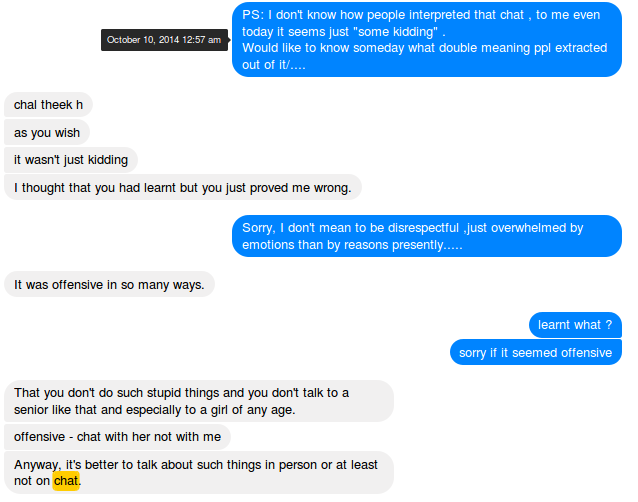 PS: I don't know how people interpreted that chat , to me even
today it seems just "some kidding" .
Would like to know someday what double meaning ppl extracted
out of it/....
October 10, 2014 12:57 am
chal theek h
as you wish
it wasn't just kidding
I thought that you had learnt but you just proved me wrong.
Sorry, I don't mean to be disrespectful ,just overwhelmed by
emotions than by reasons presently.....
It was offensive in so many ways.
learnt what ?
sorry if it seemed offensive
That you don't do such stupid things and you don't talk to a
senior like that and especially to a girl of any age.
offensive - chat with her not with me
Anyway, it's better to talk about such things in person or at least
not on chat.